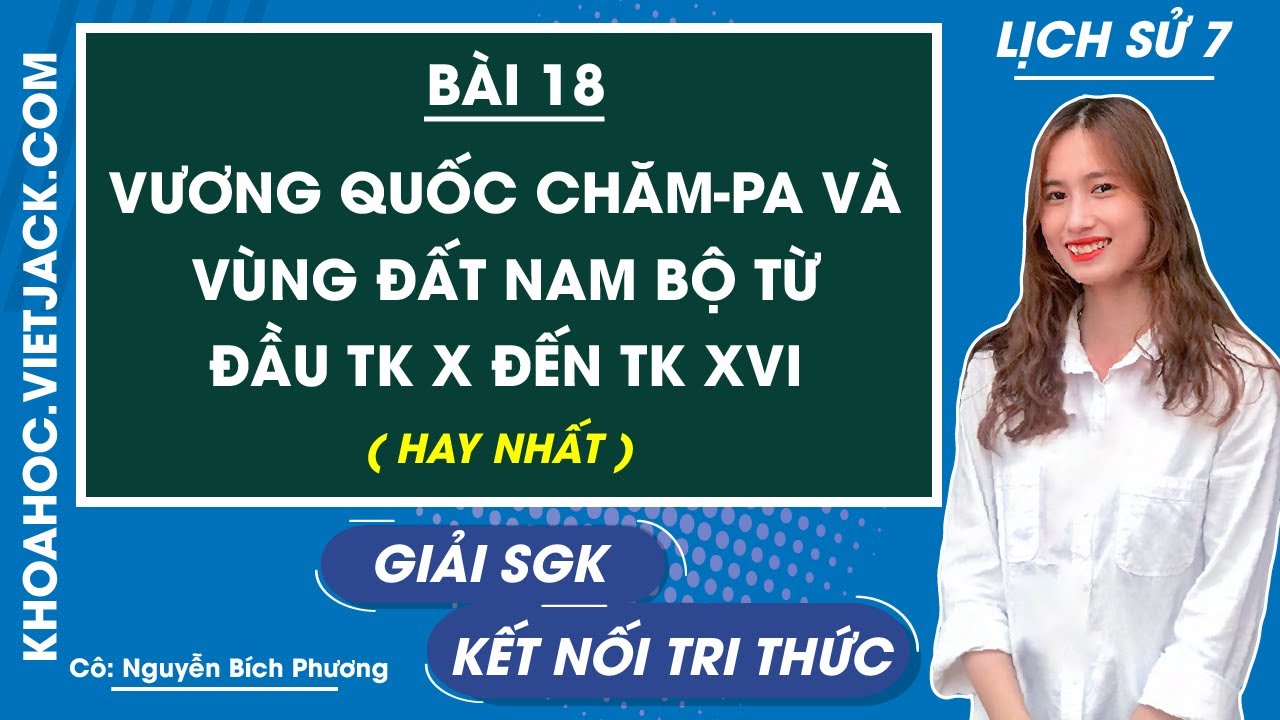 LỊCH SỬ 7
BÀI 18
VƯƠNG QUỐC CHĂM-PA VÀ
VÙNG ĐẤT NAM BỘ TỪ
ĐẦU TK X ĐẾN TK XVI
( HAY NHẤT )
GIẢI SGK
KẾT NỐI TRI THỨC
Cô: Nguyễn Bích Phương
KHOAHOC.VIETJACK.COM